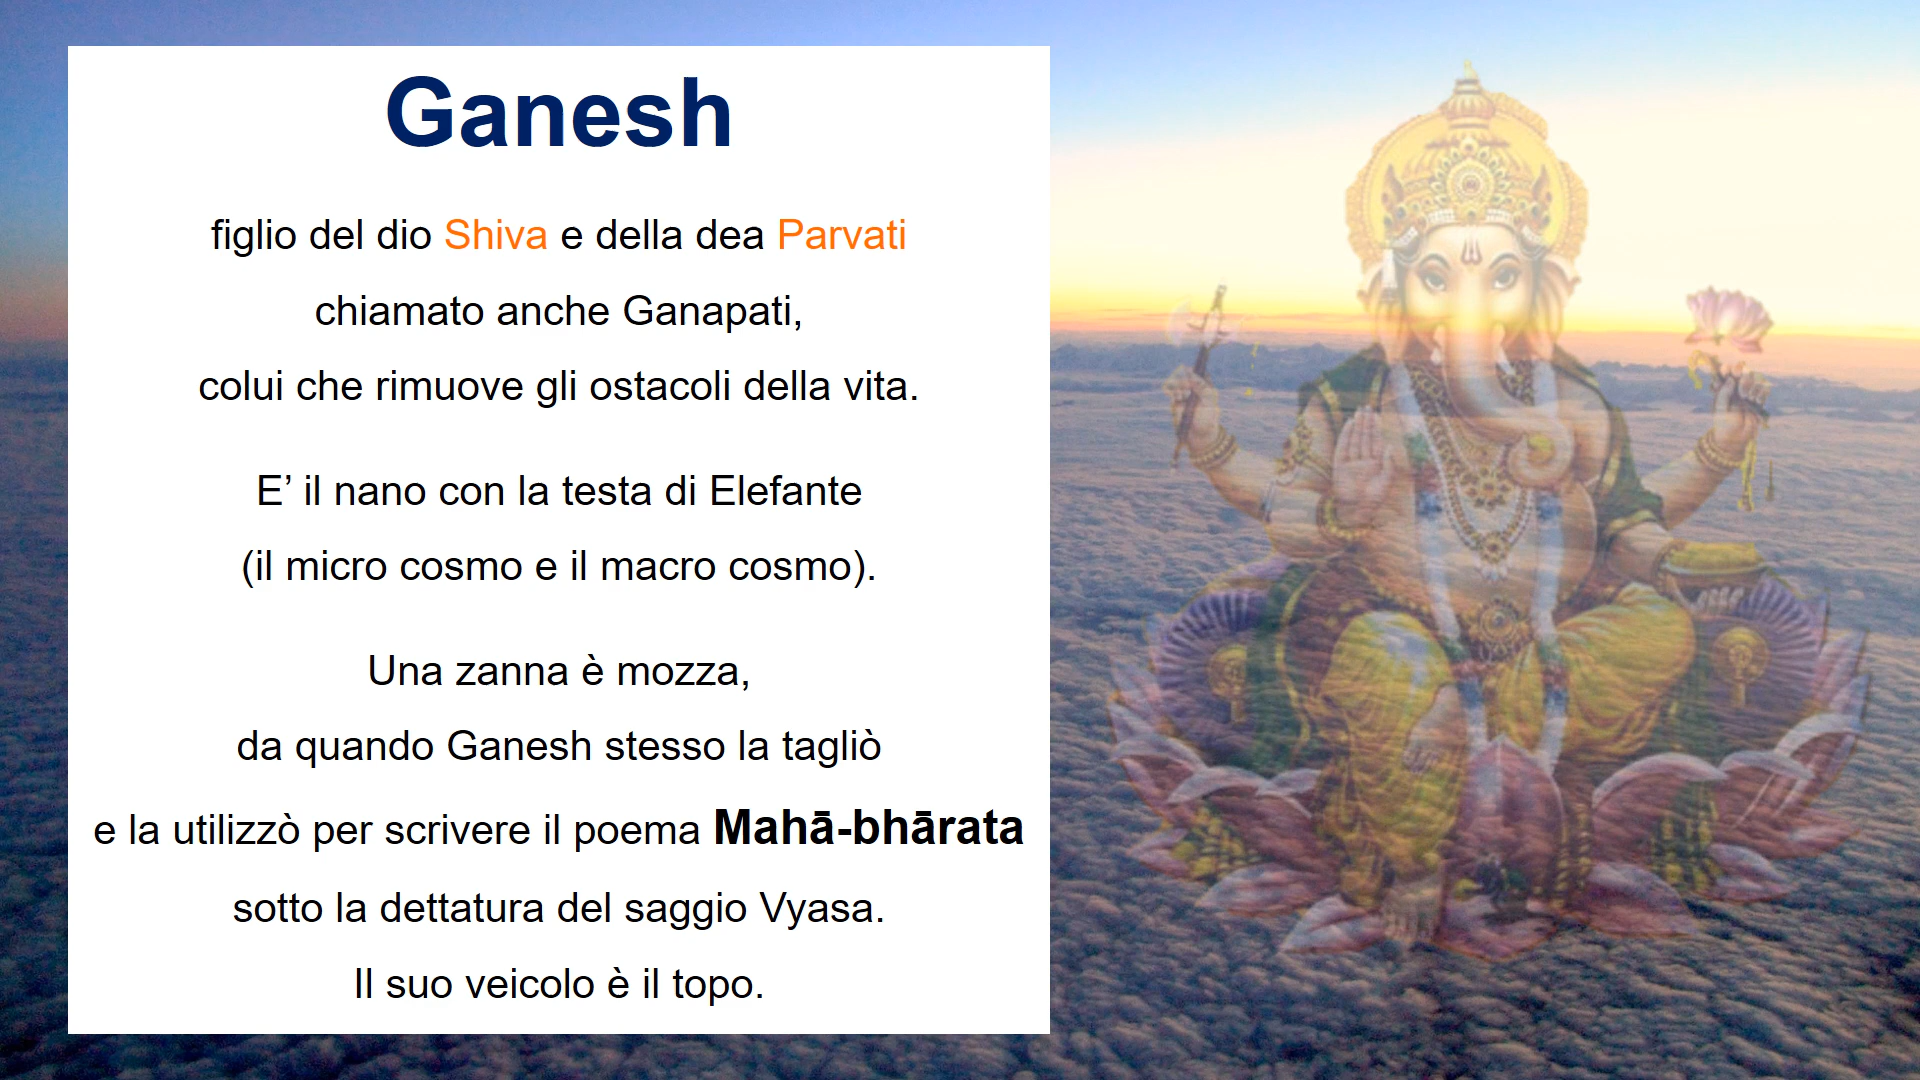 Ganesh
figlio del dio Shiva e della dea Parvati
chiamato anche Ganapati,
colui che rimuove gli ostacoli della vita.
E’ il nano con la testa di Elefante
(il micro cosmo e il macro cosmo).
Una zanna è mozza,
da quando Ganesh stesso la tagliò
e la utilizzò per scrivere il poema Mahā-bhārata
sotto la dettatura del saggio Vyasa.
Il suo veicolo è il topo.